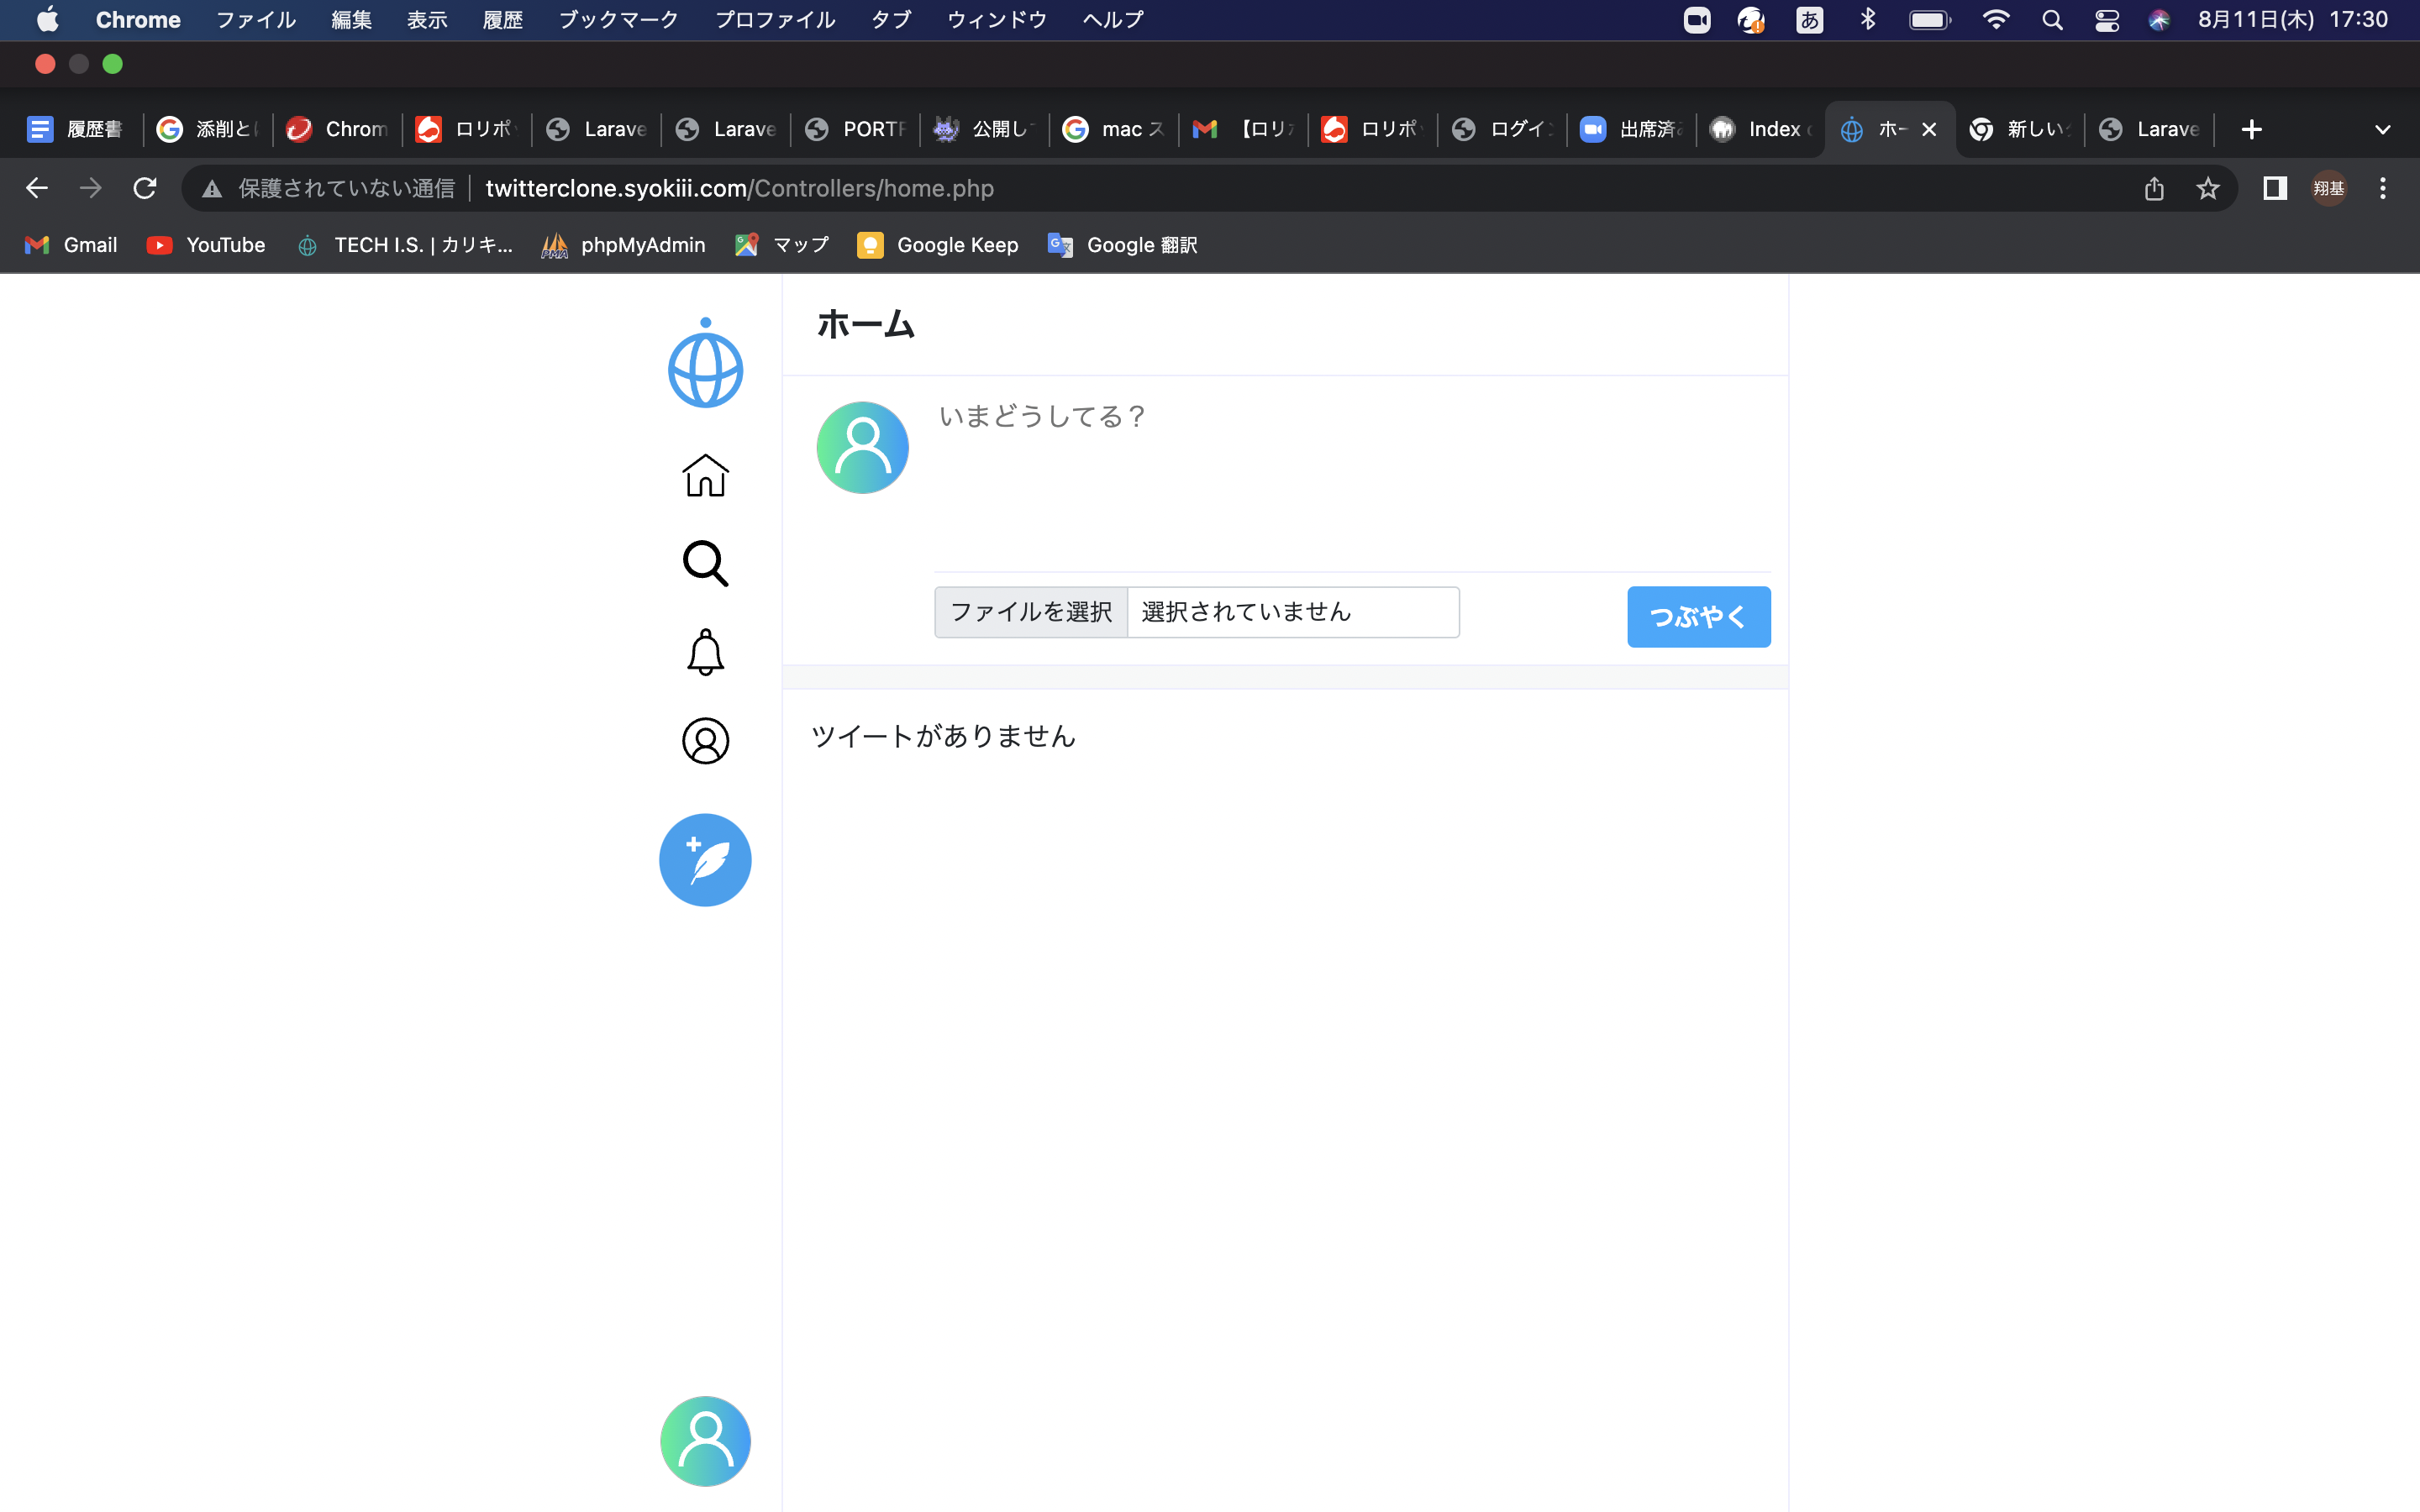 Chrome ファイル 編集 表示 履歴 ブックマーク プロファイル タブ ウィンドウ ヘルプ あ 8月11日(木) 17:30
履歴書 添削と Chrom ロリポ Larave Larave PORTF 公開し mac ス 【ロリ ロリポ ログイ 出席済 Index ホー 新しい Larave
保護されていない通信 twitterclone.syokiii.com/Controllers/home.php 翔基
Gmail YouTube TECH I.S. | カリキ... phpMyAdmin マップ Google Keep Google 翻訳
ホーム
いまどうしてる？
ファイルを選択 選択されていません つぶやく
ツイートがありません